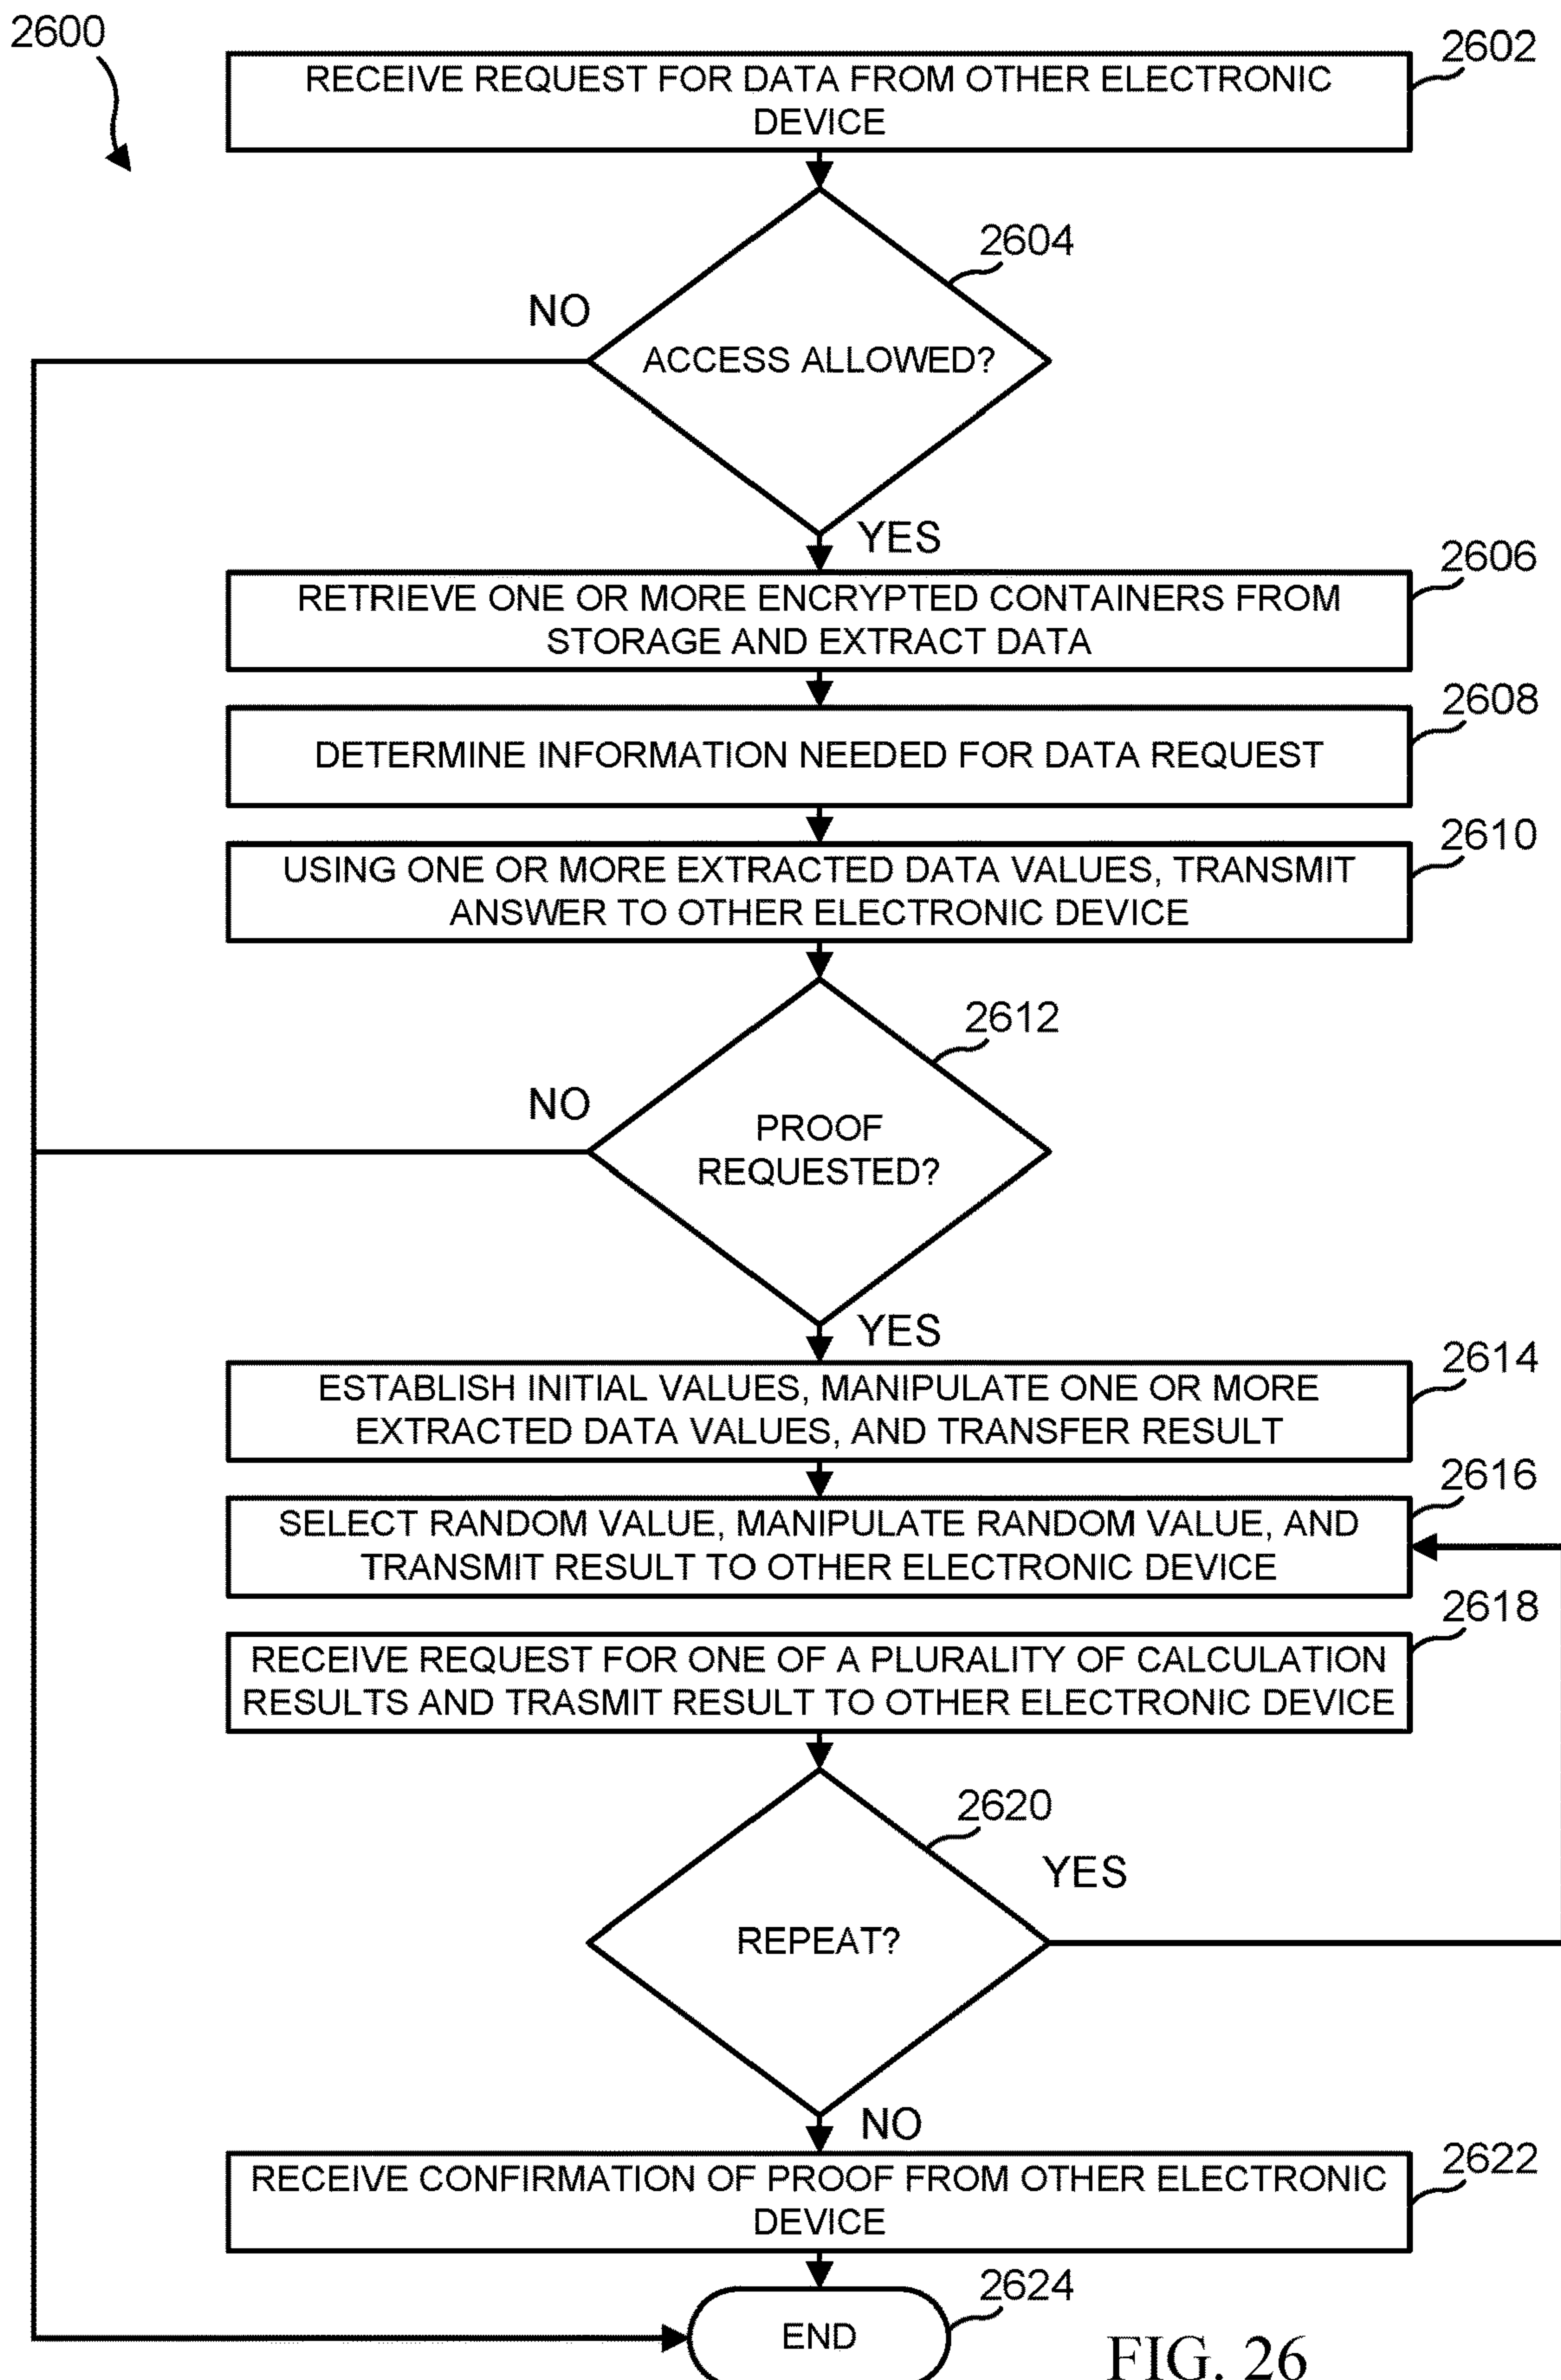 2600
2602
RECEIVE REQUEST FOR DATA FROM OTHER ELECTRONIC
DEVICE
2604
NO
ACCESS ALLOWED?
YES
2606
RETRIEVE ONE OR MORE ENCRYPTED CONTAINERS FROM
STORAGE AND EXTRACT DATA
2608
DETERMINE INFORMATION NEEDED FOR DATA REQUEST
2610
USING ONE OR MORE EXTRACTED DATA VALUES, TRANSMIT
ANSWER TO OTHER ELECTRONIC DEVICE
2612
NO
PROOF
REQUESTED?
YES
2614
ESTABLISH INITIAL VALUES, MANIPULATE ONE OR MORE
EXTRACTED DATA VALUES, AND TRANSFER RESULT
2616
SELECT RANDOM VALUE, MANIPULATE RANDOM VALUE, AND
TRANSMIT RESULT TO OTHER ELECTRONIC DEVICE
2618
RECEIVE REQUEST FOR ONE OF A PLURALITY OF CALCULATION
RESULTS AND TRASMIT RESULT TO OTHER ELECTRONIC DEVICE
2620
YES
REPEAT?
NO
2622
RECEIVE CONFIRMATION OF PROOF FROM OTHER ELECTRONIC
DEVICE
2624
END
FIG. 26